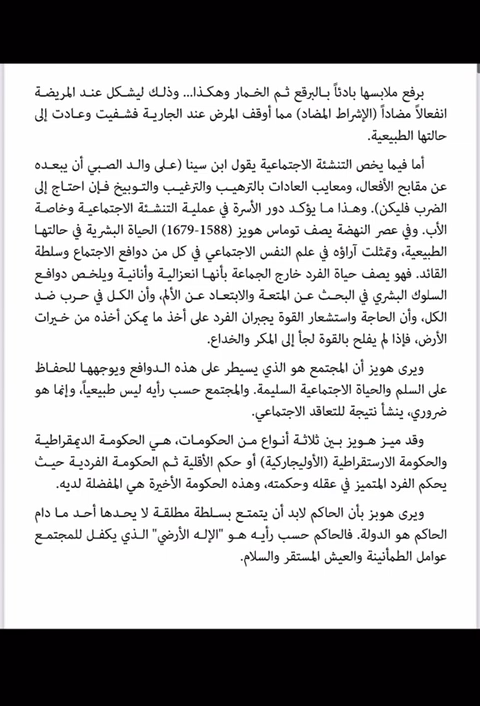 برفع ملابسها بادئاً بالبرقع ثم الخمار وهكذا... وذلك ليشكل عند المريضة
انفعالاً مضاداً (الإشراط المضاد) مما أوقف المرض عند الجارية فشفيت وعادت إلى
حالتها الطبيعية.
أما فيما يخص التنشئة الاجتماعية يقول ابن سينا (على والد الصبي أن يبعده
عن مقابح الأفعال، ومعايب العادات بالترهيب والترغيب والتوبيخ فإن احتاج إلى
الضرب فليكن). وهذا ما يؤكد دور الأسرة في عملية التنشئة الاجتماعية وخاصة
الأب. وفي عصر النهضة يصف توماس هوبز (1588-1679) الحياة البشرية في حالتها
الطبيعية، وتمثلت آراؤه في علم النفس الاجتماعي في كل من دوافع الاجتماع وسلطة
القائد. فهو يصف حياة الفرد خارج الجماعة بأنها انعزالية وأنانية ويلخص دوافع
السلوك البشري في البحث عن المتعة والابتعاد عن الألم، وأن الكل في حرب ضد
الكل، وأن الحاجة واستشعار القوة يجبران الفرد على أخذ ما يمكن أخذه من خيرات
الأرض، فإذا لم يفلح بالقوة لجأ إلى المكر والخداع.
ويرى هوبز أن المجتمع هو الذي يسيطر على هذه الدوافع ويوجهها للحفاظ
على السلم والحياة الاجتماعية السليمة. والمجتمع حسب رأيه ليس طبيعياً، وإنما هو
ضروري، ينشأ نتيجة للتعاقد الاجتماعي.
وقد ميز هوبز بين ثلاثة أنواع من الحكومات، هي الحكومة الديمقراطية
والحكومة الارستقراطية (الأوليجاركية) أو حكم الأقلية ثم الحكومة الفردية حيث
يحكم الفرد المتميز في عقله وحكمته، وهذه الحكومة الأخيرة هي المفضلة لديه.
ويرى هوبز بأن الحاكم لابد أن يتمتع بسلطة مطلقة لا يحدها أحد ما دام
الحاكم هو الدولة. فالحاكم حسب رأيه هو "الإله الأرضي" الذي يكفل للمجتمع
عوامل الطمأنينة والعيش المستقر والسلام.